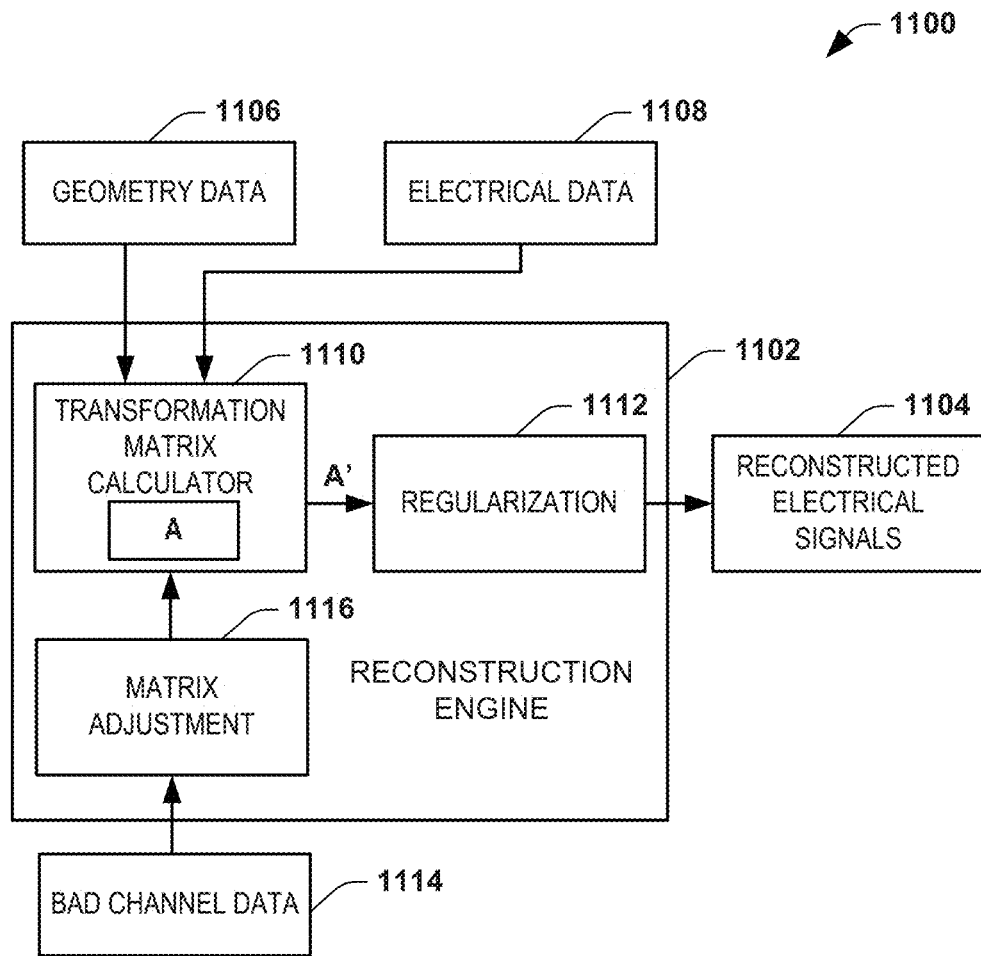 1100
1106
1108
GEOMETRY DATA
ELECTRICAL DATA
1110
1102
TRANSFORMATION
MATRIX
CALCULATOR
A
A'
1112
REGULARIZATION
1104
RECONSTRUCTED
ELECTRICAL
SIGNALS
1116
MATRIX
ADJUSTMENT
RECONSTRUCTION
ENGINE
BAD CHANNEL DATA
1114